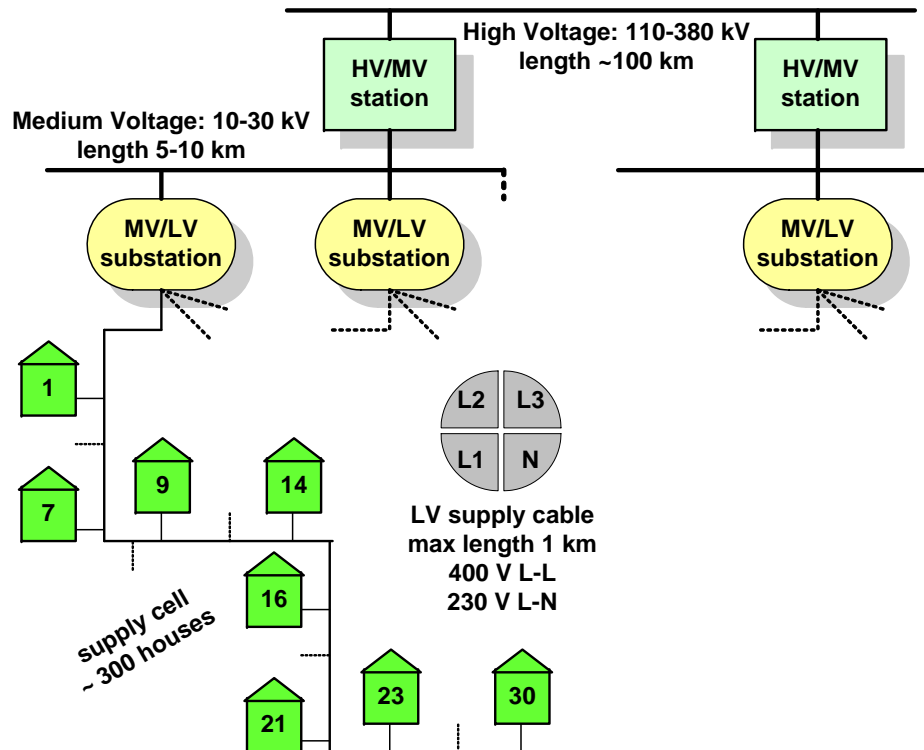 High Voltage: 110-380 kV
length ~100 km
HV/MV
station
HV/MV
station
Medium Voltage: 10-30 kV
length 5-10 km
MV/LV
substation
MV/LV
substation
MV/LV
substation
1
7
9
14
L2
L3
L1
N
LV supply cable
max length 1 km
400 V L-L
230 V L-N
16
supply cell
~ 300 houses
21
23
30